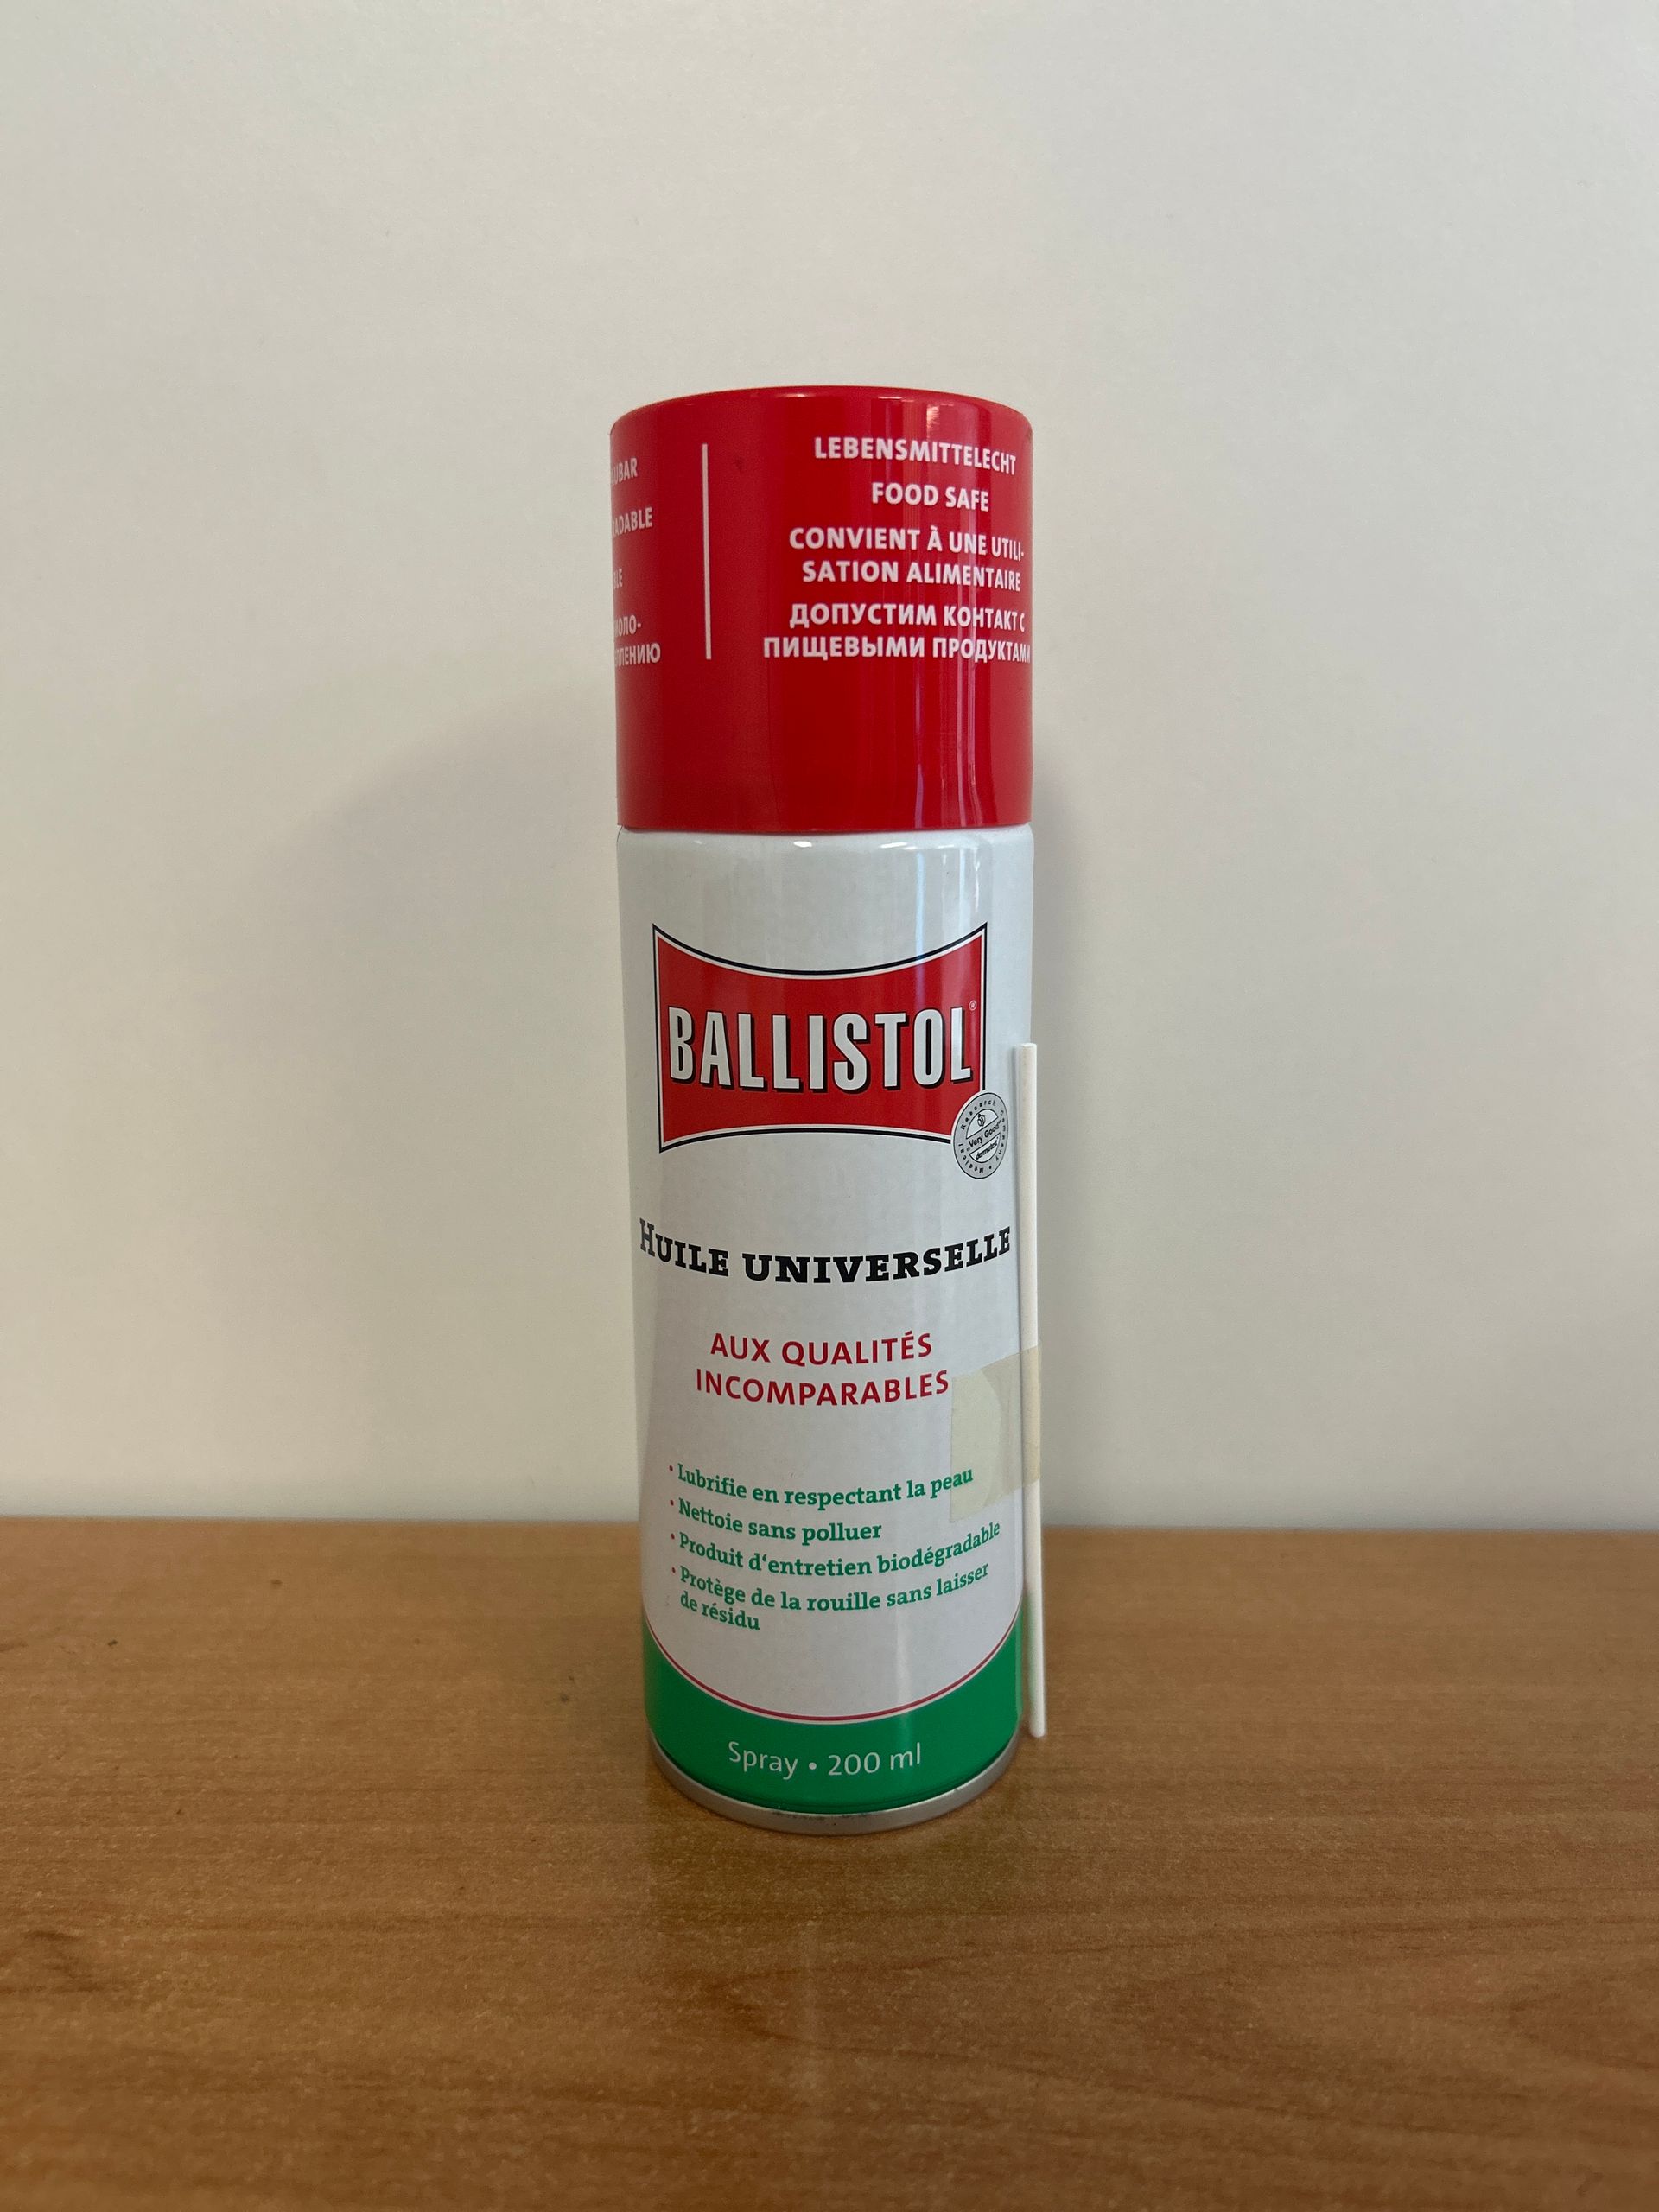 LEBENSMITTELECHT
FOOD SAFE
CONVIENT À UNE UTILI-
SATION ALIMENTAIRE
ДОПУСТИМ КОНТАКТ С
ПИЩЕВЫМИ ПРОДУКТАМИ
BALLISTOL®
"Very Good"
HUILE UNIVERSELLE
AUX QUALITÉS
INCOMPARABLES
• Lubrifie en respectant la peau
• Nettoie sans polluer
• Produit d‘entretien biodégradable
• Protège de la rouille sans laisser
de résidu
Spray • 200 ml